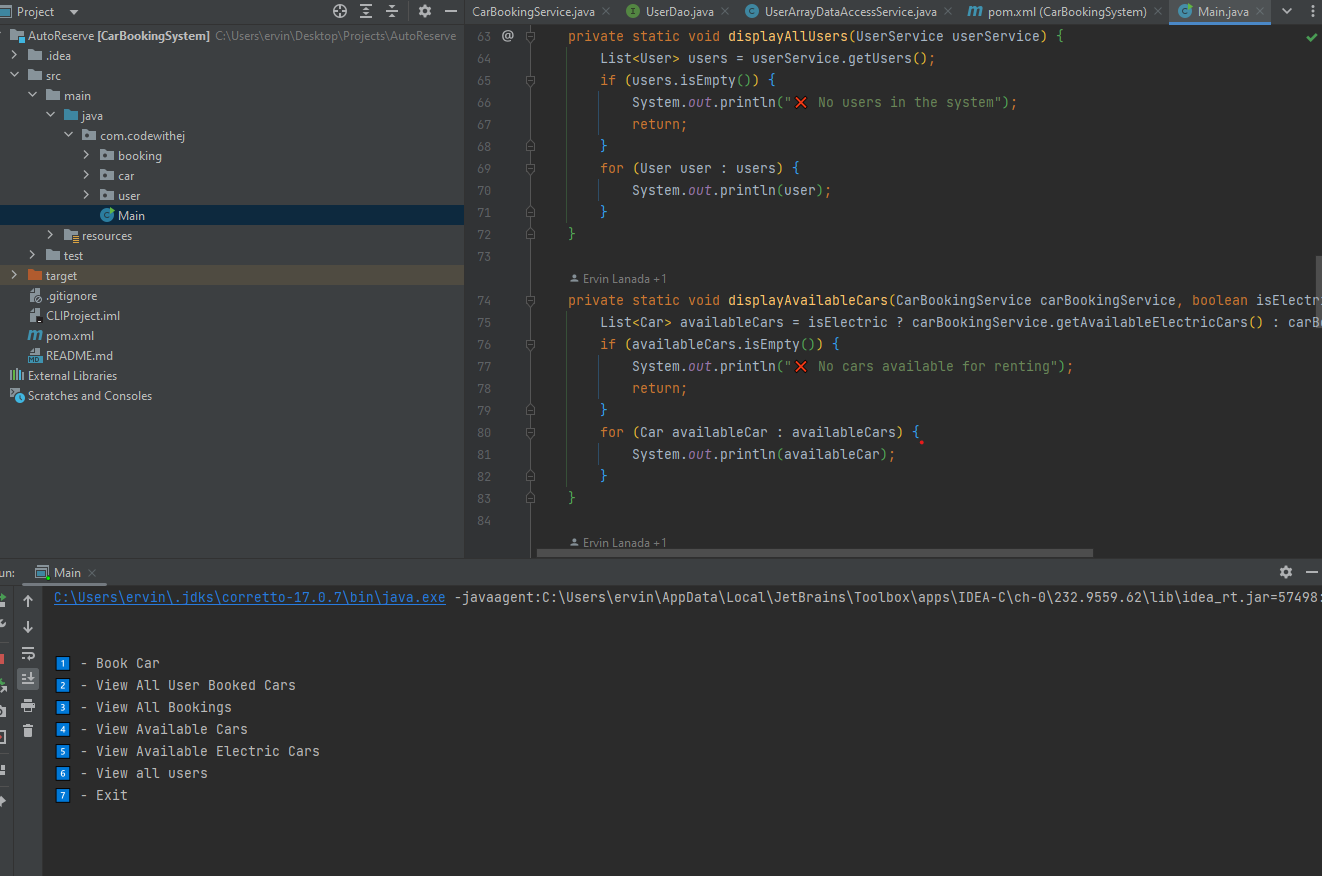 Project
CarBookingService.java
UserDao.java
UserArrayDataAccessService.java
pom.xml (CarBookingSystem)
Main.java
AutoReserve [CarBookingSystem] C:\Users\ervin\Desktop\Projects\AutoReserve
.idea
src
main
java
com.codewithej
booking
car
user
Main
resources
test
target
.gitignore
CLIProject.iml
pom.xml
README.md
External Libraries
Scratches and Consoles
63 @ private static void displayAllUsers(UserService userService) {
64 List<User> users = userService.getUsers();
65 if (users.isEmpty()) {
66 System.out.println("❌ No users in the system");
67 return;
68 }
69 for (User user : users) {
70 System.out.println(user);
71 }
72 }
73
Ervin Lanada +1
74 private static void displayAvailableCars(CarBookingService carBookingService, boolean isElectri
75 List<Car> availableCars = isElectric ? carBookingService.getAvailableElectricCars() : carB
76 if (availableCars.isEmpty()) {
77 System.out.println("❌ No cars available for renting");
78 return;
79 }
80 for (Car availableCar : availableCars) {
81 System.out.println(availableCar);
82 }
83 }
84
Ervin Lanada +1
un: Main
C:\Users\ervin\.jdks\corretto-17.0.7\bin\java.exe -javaagent:C:\Users\ervin\AppData\Local\JetBrains\Toolbox\apps\IDEA-C\ch-0\232.9559.62\lib\idea_rt.jar=57498:
1️⃣ - Book Car
2️⃣ - View All User Booked Cars
3️⃣ - View All Bookings
4️⃣ - View Available Cars
5️⃣ - View Available Electric Cars
6️⃣ - View all users
7️⃣ - Exit